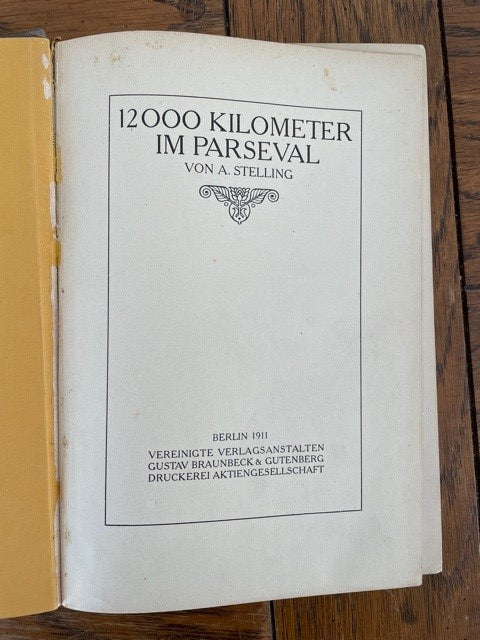 12000 KILOMETER
IM PARSEVAL
VON A. STELLING
BERLIN 1911
VEREINIGTE VERLAGSANSTALTEN
GUSTAV BRAUNBECK & GUTENBERG
DRUCKEREI AKTIENGESELLSCHAFT